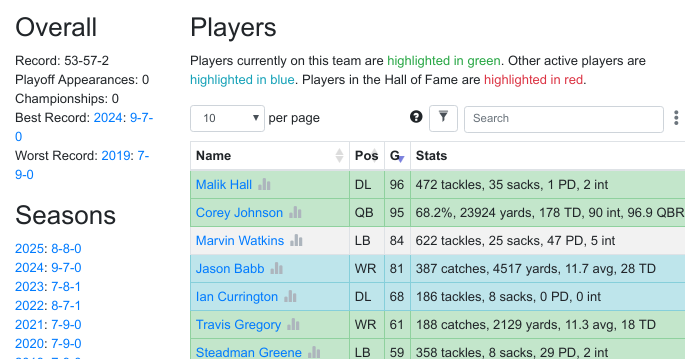 Overall
Record: 53-57-2
Playoff Appearances: 0
Championships: 0
Best Record: 2024: 9-7-
0
Worst Record: 2019: 7-
9-0
Seasons
2025: 8-8-0
2024: 9-7-0
2023: 7-8-1
2022: 8-7-1
2021: 7-9-0
2020: 7-9-0
Players
Players currently on this team are highlighted in green. Other active players are
highlighted in blue. Players in the Hall of Fame are highlighted in red.
10 per page ? Search
Name Pos G Stats
Malik Hall DL 96 472 tackles, 35 sacks, 1 PD, 2 int
Corey Johnson QB 95 68.2%, 23924 yards, 178 TD, 90 int, 96.9 QBR
Marvin Watkins LB 84 622 tackles, 25 sacks, 47 PD, 5 int
Jason Babb WR 81 387 catches, 4517 yards, 11.7 avg, 28 TD
Ian Currington DL 68 186 tackles, 8 sacks, 0 PD, 0 int
Travis Gregory WR 61 188 catches, 2129 yards, 11.3 avg, 18 TD
Steadman Greene LB 59 358 tackles, 8 sacks, 29 PD, 2 int